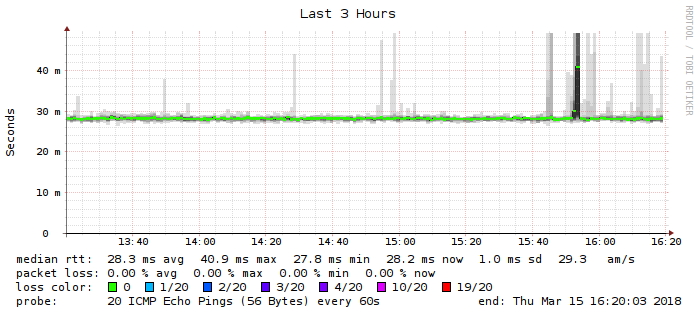 Last 3 Hours
RRDTOOL / TOBI OETIKER
Seconds
40 m
30 m
20 m
10 m
0
13:40 14:00 14:20 14:40 15:00 15:20 15:40 16:00 16:20
median rtt: 28.3 ms avg 40.9 ms max 27.8 ms min 28.2 ms now 1.0 ms sd 29.3 am/s
packet loss: 0.00 % avg 0.00 % max 0.00 % min 0.00 % now
loss color: 0 1/20 2/20 3/20 4/20 10/20 19/20
probe: 20 ICMP Echo Pings (56 Bytes) every 60s end: Thu Mar 15 16:20:03 2018